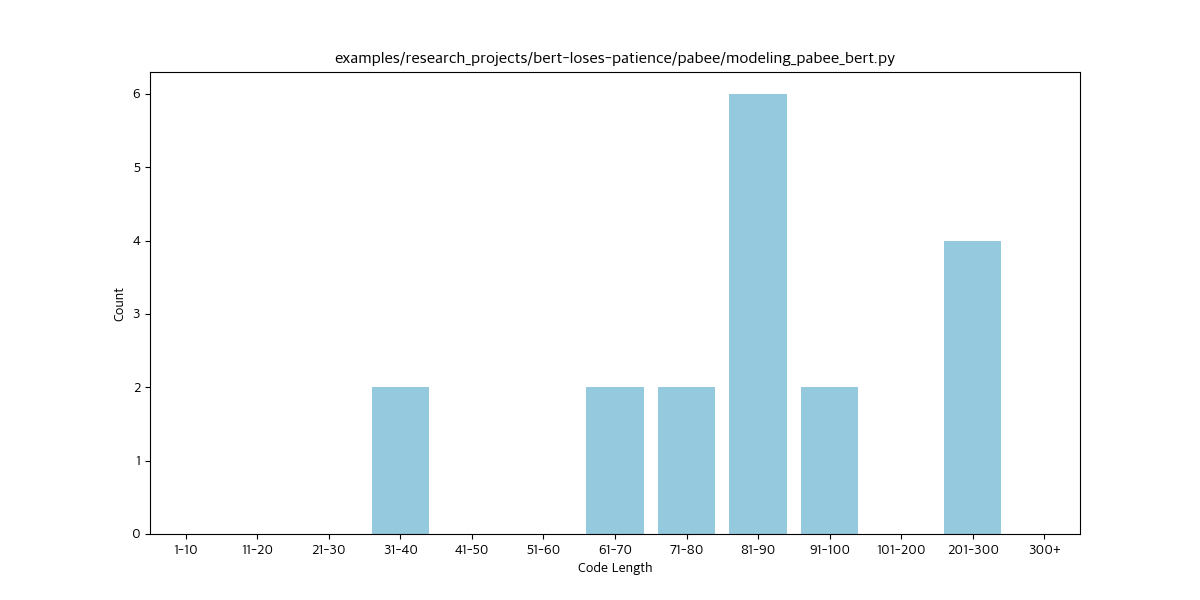 examples/research_projects/bert-loses-patience/pabee/modeling_pabee_bert.py
6
5
4
3
2
1
0
Count
1-10 11-20 21-30 31-40 41-50 51-60 61-70 71-80 81-90 91-100 101-200 201-300 300+
Code Length